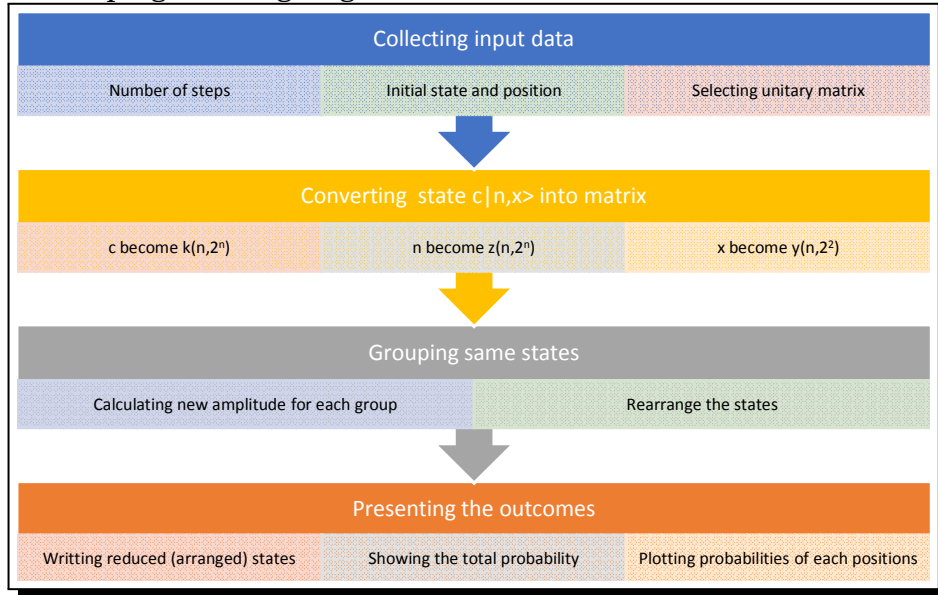 Collecting input data
Number of steps
Initial state and position
Selecting unitary matrix
Converting state c|n,x> into matrix
c become k(n,2ⁿ)
n become z(n,2ⁿ)
x become y(n,2²)
Grouping same states
Calculating new amplitude for each group
Rearrange the states
Presenting the outcomes
Writting reduced (arranged) states
Showing the total probability
Plotting probabilities of each positions